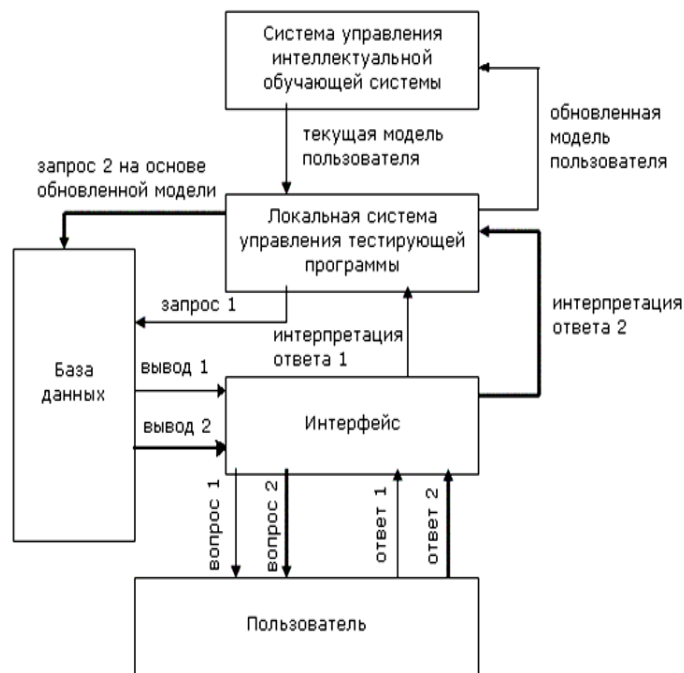 Система управления
интеллектуальной
обучающей системы
обновленная
модель
пользователя
текущая модель
пользователя
запрос 2 на основе
обновленной модели
Локальная система
управления тестирующей
программы
запрос 1
интерпретация
ответа 1
интерпретация
ответа 2
База
данных
вывод 1
вывод 2
Интерфейс
вопрос 1
вопрос 2
ответ 1
ответ 2
Пользователь